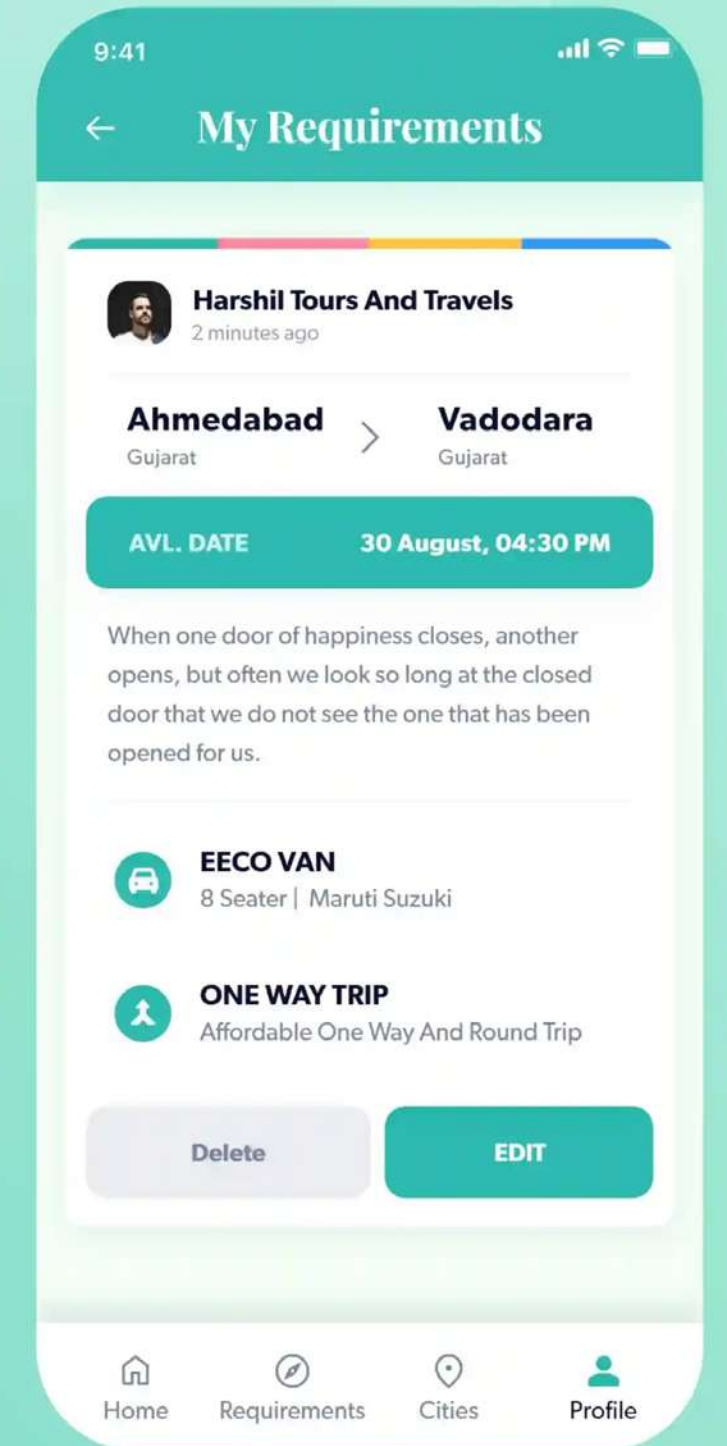 9:41
My Requirements
Harshil Tours And Travels
2 minutes ago
Ahmedabad
Gujarat
Vadodara
Gujarat
AVL. DATE
30 August, 04:30 PM
When one door of happiness closes, another
opens, but often we look so long at the closed
door that we do not see the one that has been
opened for us.
EECO VAN
8 Seater | Maruti Suzuki
ONE WAY TRIP
Affordable One Way And Round Trip
Delete
EDIT
Home
Requirements
Cities
Profile